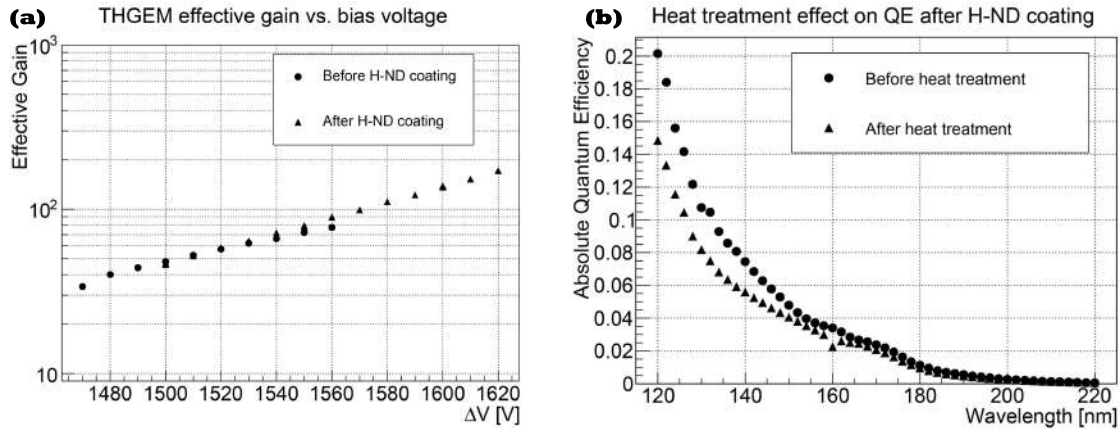 (a)
THGEM effective gain vs. bias voltage
Effective Gain
10³
10²
10
Before H-ND coating
After H-ND coating
1480 1500 1520 1540 1560 1580 1600 1620
ΔV [V]
(b)
Heat treatment effect on QE after H-ND coating
Absolute Quantum Efficiency
0.2
0.18
0.16
0.14
0.12
0.1
0.08
0.06
0.04
0.02
0
Before heat treatment
After heat treatment
120 140 160 180 200 220
Wavelength [nm]